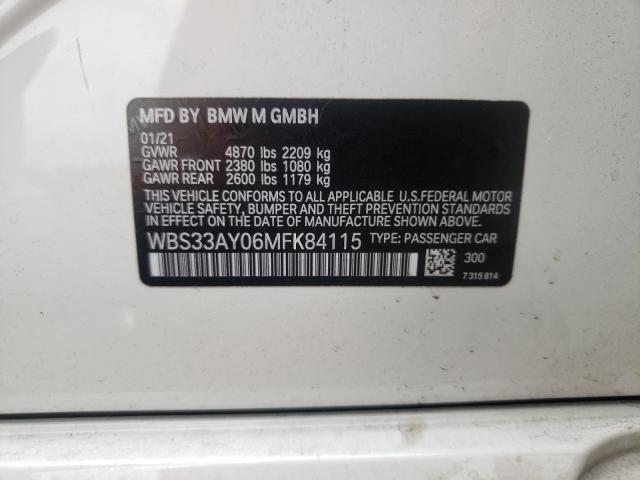 MFD BY BMW M GMBH
01/21
GVWR 4870 lbs 2209 kg
GAWR FRONT 2380 lbs 1080 kg
GAWR REAR 2600 lbs 1179 kg
THIS VEHICLE CONFORMS TO ALL APPLICABLE U.S.FEDERAL MOTOR
VEHICLE SAFETY, BUMPER AND THEFT PREVENTION STANDARDS
IN EFFECT ON THE DATE OF MANUFACTURE SHOWN ABOVE.
WBS33AY06MFK84115 TYPE: PASSENGER CAR
300
7315814